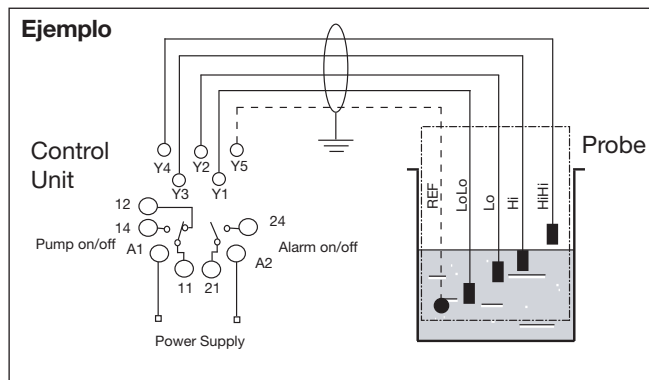 Ejemplo
Control
Unit
Y4
Y3
Y2
Y1
Y5
12
14
Pump on/off
A1
11
21
24
Alarm on/off
A2
Power Supply
Probe
REF
LoLo
Lo
Hi
HiHi